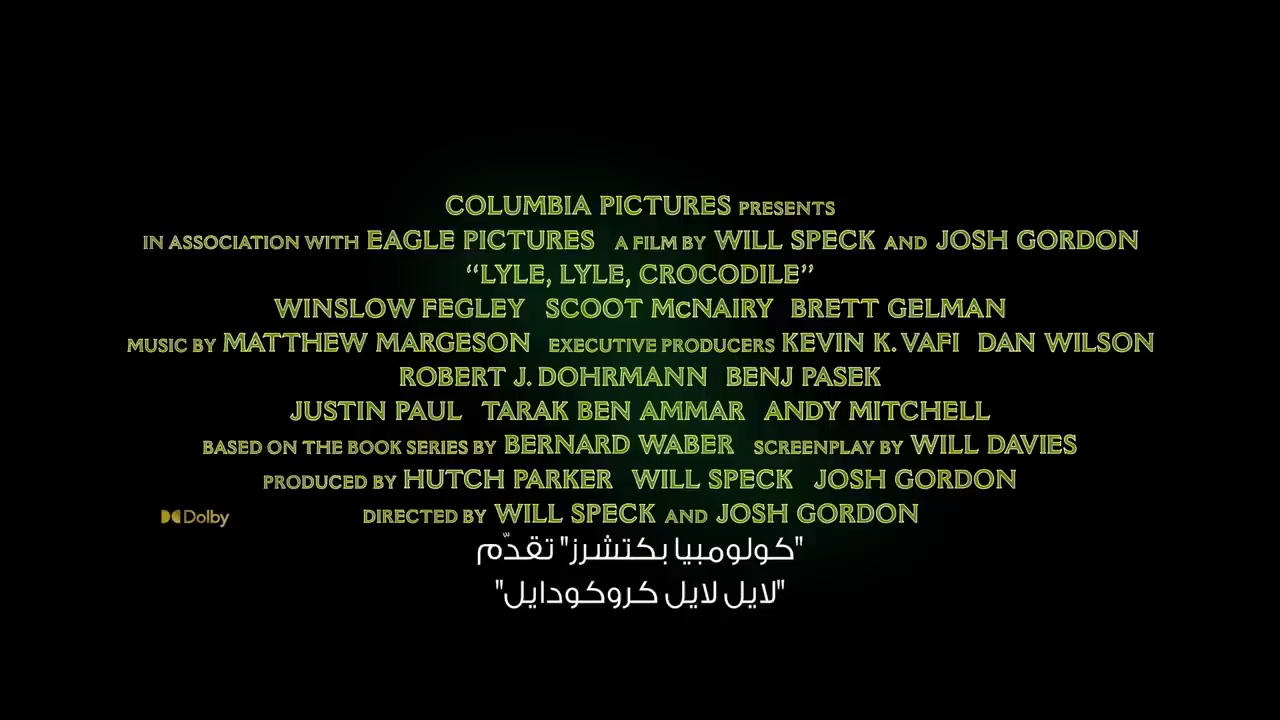 COLUMBIA PICTURES PRESENTS
IN ASSOCIATION WITH EAGLE PICTURES A FILM BY WILL SPECK AND JOSH GORDON
“LYLE, LYLE, CROCODILE”
WINSLOW FEGLEY SCOOT McNAIRY BRETT GELMAN
MUSIC BY MATTHEW MARGESON EXECUTIVE PRODUCERS KEVIN K. VAFI DAN WILSON
ROBERT J. DOHRMANN BENJ PASEK
JUSTIN PAUL TARAK BEN AMMAR ANDY MITCHELL
BASED ON THE BOOK SERIES BY BERNARD WABER SCREENPLAY BY WILL DAVIES
PRODUCED BY HUTCH PARKER WILL SPECK JOSH GORDON
Dolby DIRECTED BY WILL SPECK AND JOSH GORDON
"كولومبيا بكتشرز" تقدّم
"لايل لايل كروكودايل"